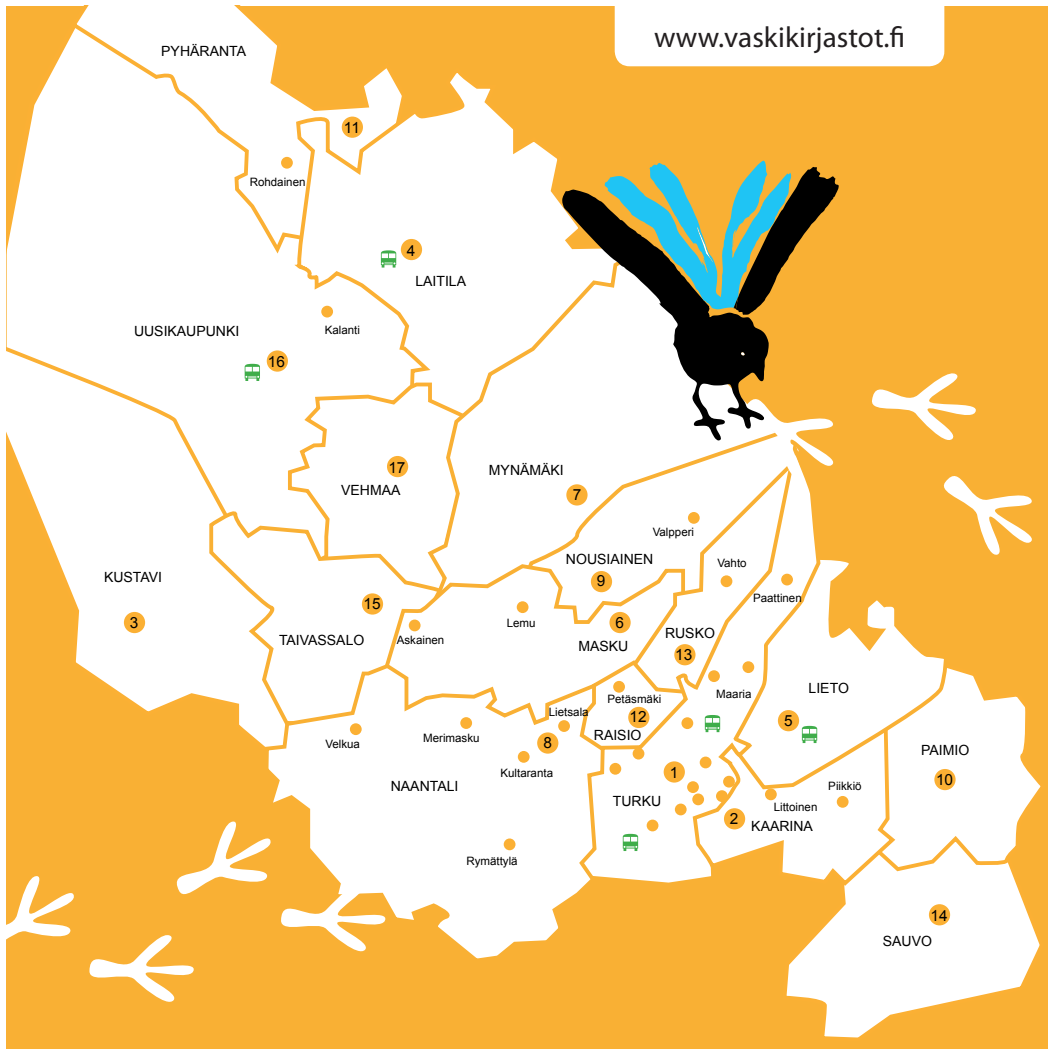 www.vaskikirjastot.fi
PYHÄRANTA
11
Rohdainen
4
LAITILA
Kalanti
UUSIKAUPUNKI
16
17
VEHMAA
MYNÄMÄKI
7
Valpperi
NOUSIAINEN
9
Vahto
Paattinen
KUSTAVI
3
15
TAIVASSALO
Askainen
Lemu
6
MASKU
RUSKO
13
Maaria
LIETO
5
Petäsmäki
12
RAISIO
Lietsala
8
Velkua
Merimasku
Kultaranta
NAANTALI
Rymättylä
1
TURKU
2
KAARINA
Littoinen
Piikkiö
PAIMIO
10
14
SAUVO